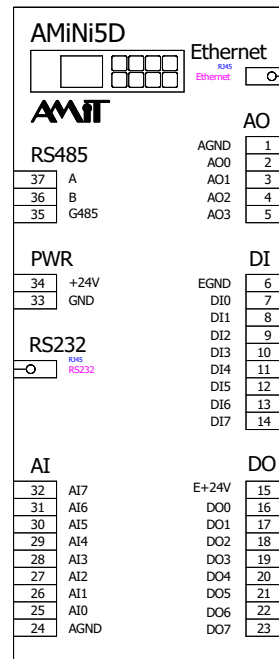 AMiNi5D
Ethernet
RJ45
Ethernet
AMiT
AO
AGND 1
AO0 2
AO1 3
AO2 4
AO3 5
RS485
37 A
36 B
35 G485
PWR
34 +24V
33 GND
DI
EGND 6
DI0 7
DI1 8
DI2 9
DI3 10
DI4 11
DI5 12
DI6 13
DI7 14
RS232
RJ45
RS232
AI
32 AI7
31 AI6
30 AI5
29 AI4
28 AI3
27 AI2
26 AI1
25 AI0
24 AGND
DO
E+24V 15
DO0 16
DO1 17
DO2 18
DO3 19
DO4 20
DO5 21
DO6 22
DO7 23